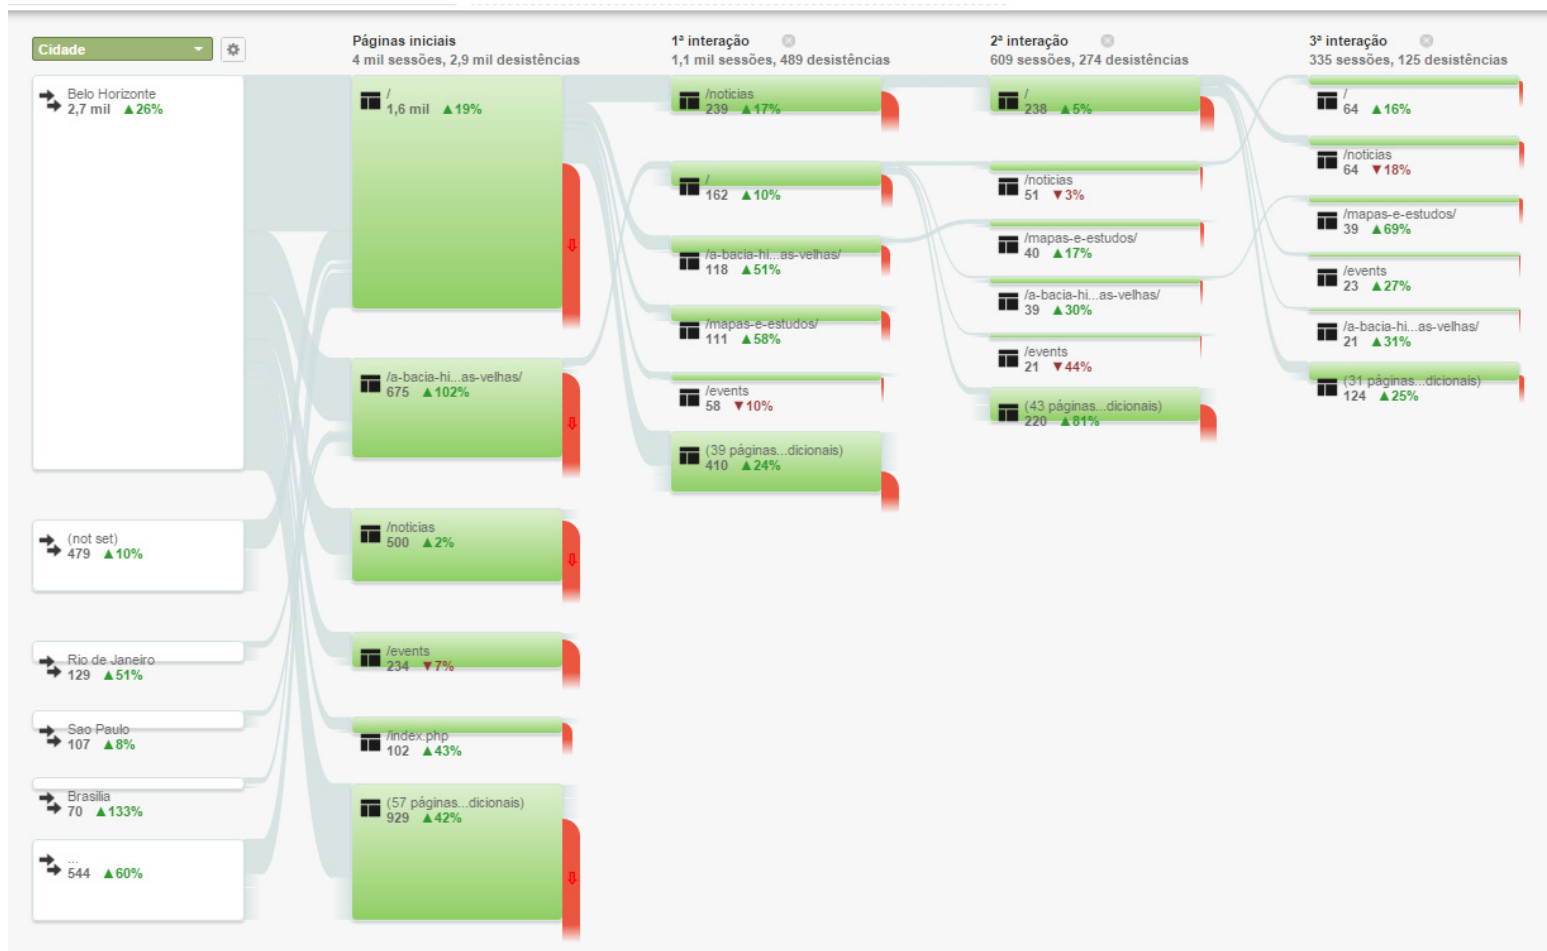 Cidade
Belo Horizonte
2,7 mil ▲26%
(not set)
479 ▲10%
Rio de Janeiro
129 ▲51%
Sao Paulo
107 ▲8%
Brasilia
70 ▲133%
...
544 ▲60%
Páginas iniciais
4 mil sessões, 2,9 mil desistências
/
1,6 mil ▲19%
/a-bacia-hi...as-velhas/
675 ▲102%
/noticias
500 ▲2%
/events
234 ▼7%
/index.php
102 ▲43%
(57 páginas...dicionais)
929 ▲42%
1ª interação
1,1 mil sessões, 489 desistências
/noticias
239 ▲17%
/
162 ▲10%
/a-bacia-hi...as-velhas/
118 ▲51%
/mapas-e-estudos/
111 ▲58%
/events
58 ▼10%
(39 páginas...dicionais)
410 ▲24%
2ª interação
609 sessões, 274 desistências
/
238 ▲5%
/noticias
51 ▼3%
/mapas-e-estudos/
40 ▲17%
/a-bacia-hi...as-velhas/
39 ▲30%
/events
21 ▼44%
(43 páginas...dicionais)
220 ▲81%
3ª interação
335 sessões, 125 desistências
/
64 ▲16%
/noticias
64 ▼18%
/mapas-e-estudos/
39 ▲69%
/events
23 ▲27%
/a-bacia-hi...as-velhas/
21 ▲31%
(31 páginas...dicionais)
124 ▲25%